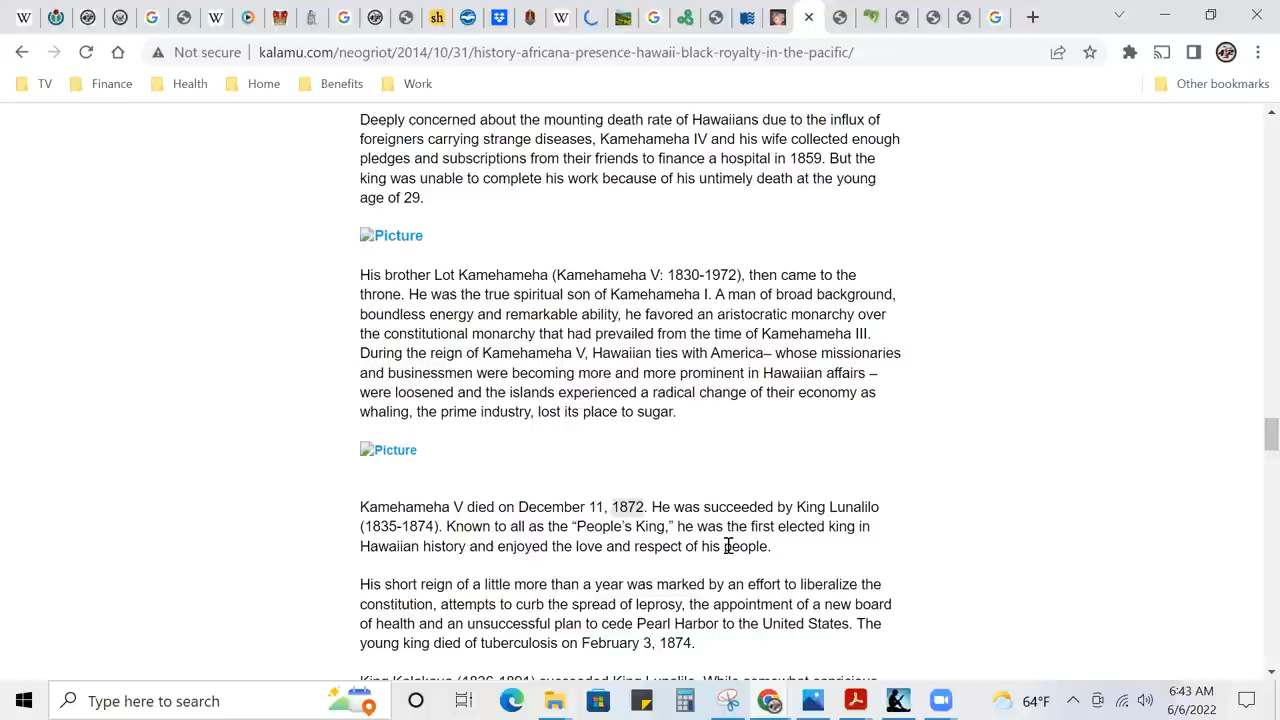 Not secure
kalamu.com/neogriot/2014/10/31/history-africana-presence-hawaii-black-royalty-in-the-pacific/
TV Finance Health Home Benefits Work Other bookmarks
Deeply concerned about the mounting death rate of Hawaiians due to the influx of
foreigners carrying strange diseases, Kamehameha IV and his wife collected enough
pledges and subscriptions from their friends to finance a hospital in 1859. But the
king was unable to complete his work because of his untimely death at the young
age of 29.
Picture
His brother Lot Kamehameha (Kamehameha V: 1830-1972), then came to the
throne. He was the true spiritual son of Kamehameha I. A man of broad background,
boundless energy and remarkable ability, he favored an aristocratic monarchy over
the constitutional monarchy that had prevailed from the time of Kamehameha III.
During the reign of Kamehameha V, Hawaiian ties with America– whose missionaries
and businessmen were becoming more and more prominent in Hawaiian affairs –
were loosened and the islands experienced a radical change of their economy as
whaling, the prime industry, lost its place to sugar.
Picture
Kamehameha V died on December 11, 1872. He was succeeded by King Lunalilo
(1835-1874). Known to all as the “People’s King,” he was the first elected king in
Hawaiian history and enjoyed the love and respect of his people.
His short reign of a little more than a year was marked by an effort to liberalize the
constitution, attempts to curb the spread of leprosy, the appointment of a new board
of health and an unsuccessful plan to cede Pearl Harbor to the United States. The
young king died of tuberculosis on February 3, 1874.
Type here to search
64°F
6:43 AM
6/6/2022